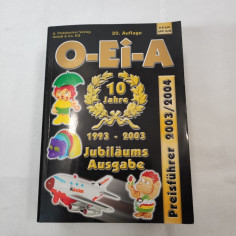 20. Auflage
O-Ei-A
10
Jahre
1993 - 2003
Jubiläums
Ausgabe
Preisführer 2003/2004